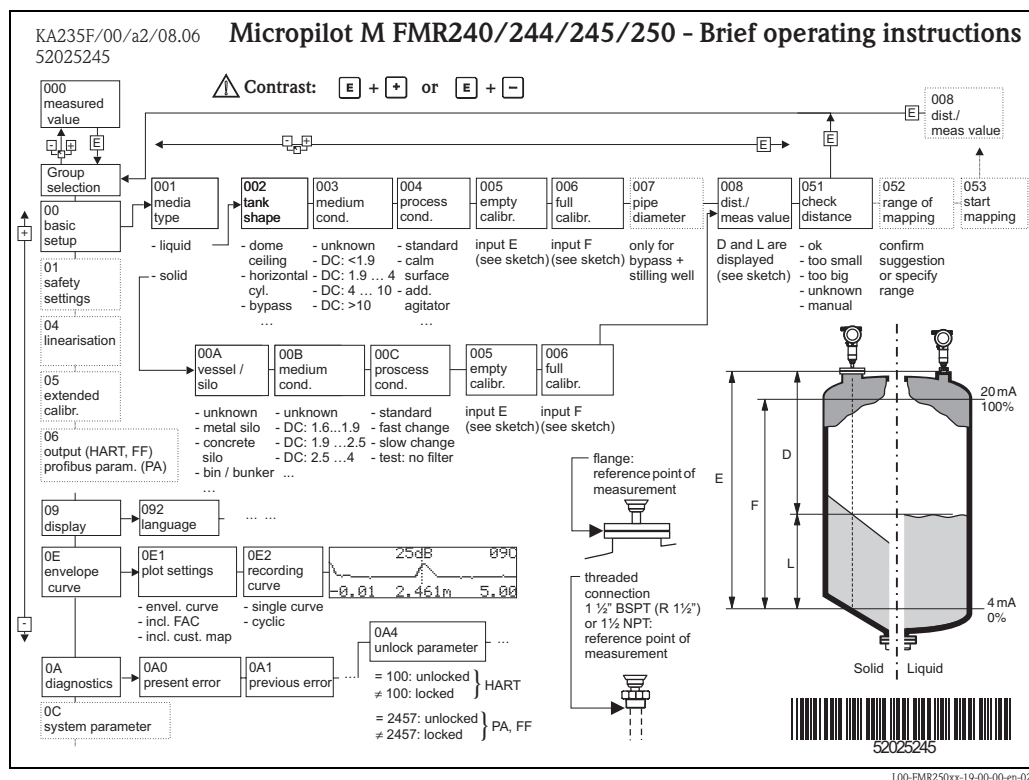 KA235F/00/a2/08.06
52025245
Micropilot M FMR240/244/245/250 - Brief operating instructions
Contrast: E + + or E + −
000
measured
value
- +
E
Group
selection
+
-
- +
E
E
E
008
dist./
meas value
00
basic
setup
001
media
type
- liquid
- solid
002
tank
shape
- dome
ceiling
- horizontal
cyl.
- bypass
...
003
medium
cond.
- unknown
- DC: <1.9
- DC: 1.9 ... 4
- DC: 4 ... 10
- DC: >10
004
process
cond.
- standard
- calm
surface
- add.
agitator
...
005
empty
calibr.
input E
(see sketch)
006
full
calibr.
input F
(see sketch)
007
pipe
diameter
only for
bypass +
stilling well
008
dist./
meas value
D and L are
displayed
(see sketch)
051
check
distance
- ok
- too small
- too big
- unknown
- manual
052
range of
mapping
confirm
suggestion
or specify
range
053
start
mapping
01
safety
settings
04
linearisation
05
extended
calibr.
06
output (HART, FF)
profibus param. (PA)
00A
vessel /
silo
- unknown
- metal silo
- concrete
silo
- bin / bunker
...
00B
medium
cond.
- unknown
- DC: 1.6...1.9
- DC: 1.9 ...2.5
- DC: 2.5 ...4
...
00C
proscess
cond.
- standard
- fast change
- slow change
- test: no filter
005
empty
calibr.
input E
(see sketch)
006
full
calibr.
input F
(see sketch)
09
display
092
language
... ...
0E
envelope
curve
0E1
plot settings
- envel. curve
- incl. FAC
- incl. cust. map
0E2
recording
curve
- single curve
- cyclic
25dB 09C
-0.01 2.461m 5.00
0A
diagnostics
0A0
present error
0A1
previous error
...
0A4
unlock parameter
...
= 100: unlocked
≠ 100: locked
HART
= 2457: unlocked
≠ 2457: locked
PA, FF
0C
system parameter
flange:
reference point of
measurement
threaded
connection
1 ½” BSPT (R 1½”)
or 1½ NPT:
reference point of
measurement
20 mA
100%
D
E
F
L
4 mA
0%
Solid
Liquid
52025245
L00-FMR250xx-19-00-00-en-02